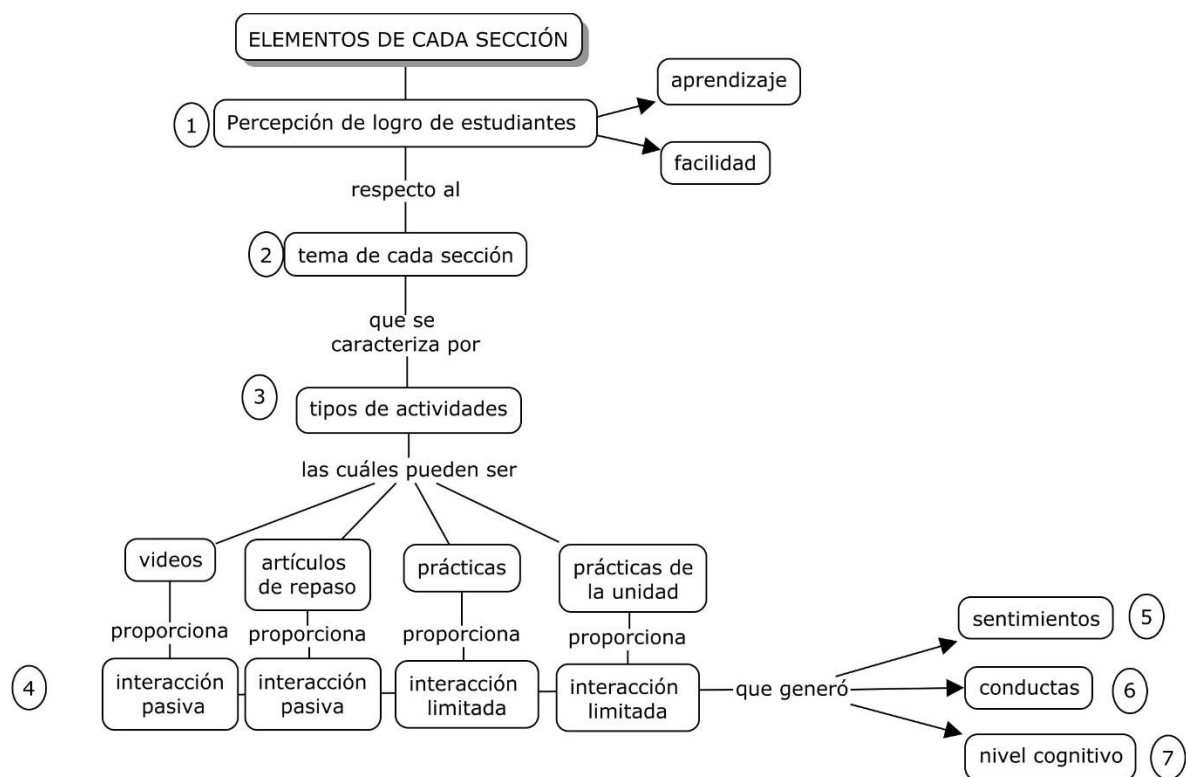 ELEMENTOS DE CADA SECCIÓN
aprendizaje
1
Percepción de logro de estudiantes
facilidad
respecto al
2
tema de cada sección
que se
caracteriza por
3
tipos de actividades
las cuáles pueden ser
videos
artículos
de repaso
prácticas
prácticas de
la unidad
proporciona
proporciona
proporciona
proporciona
4
interacción
pasiva
interacción
pasiva
interacción
limitada
interacción
limitada
que generó
sentimientos
5
conductas
6
nivel cognitivo
7